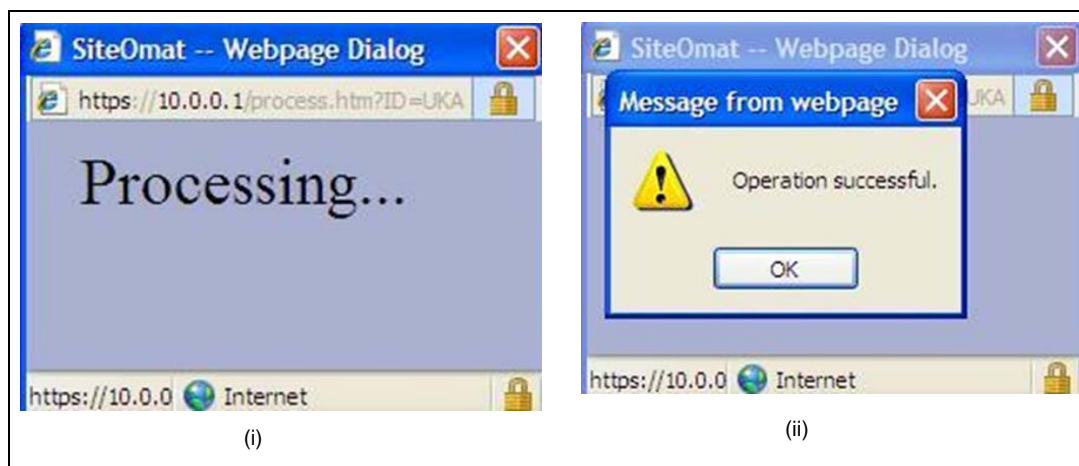 SiteOmat -- Webpage Dialog
https://10.0.0.1/process.htm?ID=UKA
Processing...
https://10.0.0 Internet
(i)
SiteOmat -- Webpage Dialog
UKA
Message from webpage
Operation successful.
OK
https://10.0.0 Internet
(ii)